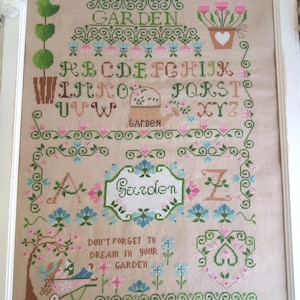 GARDEN
ABCDEFGHIJK
LMNO PQRST
UVW XYZ
GARDEN
A Garden Z
DON'T FORGET TO
DREAM IN YOUR
GARDEN